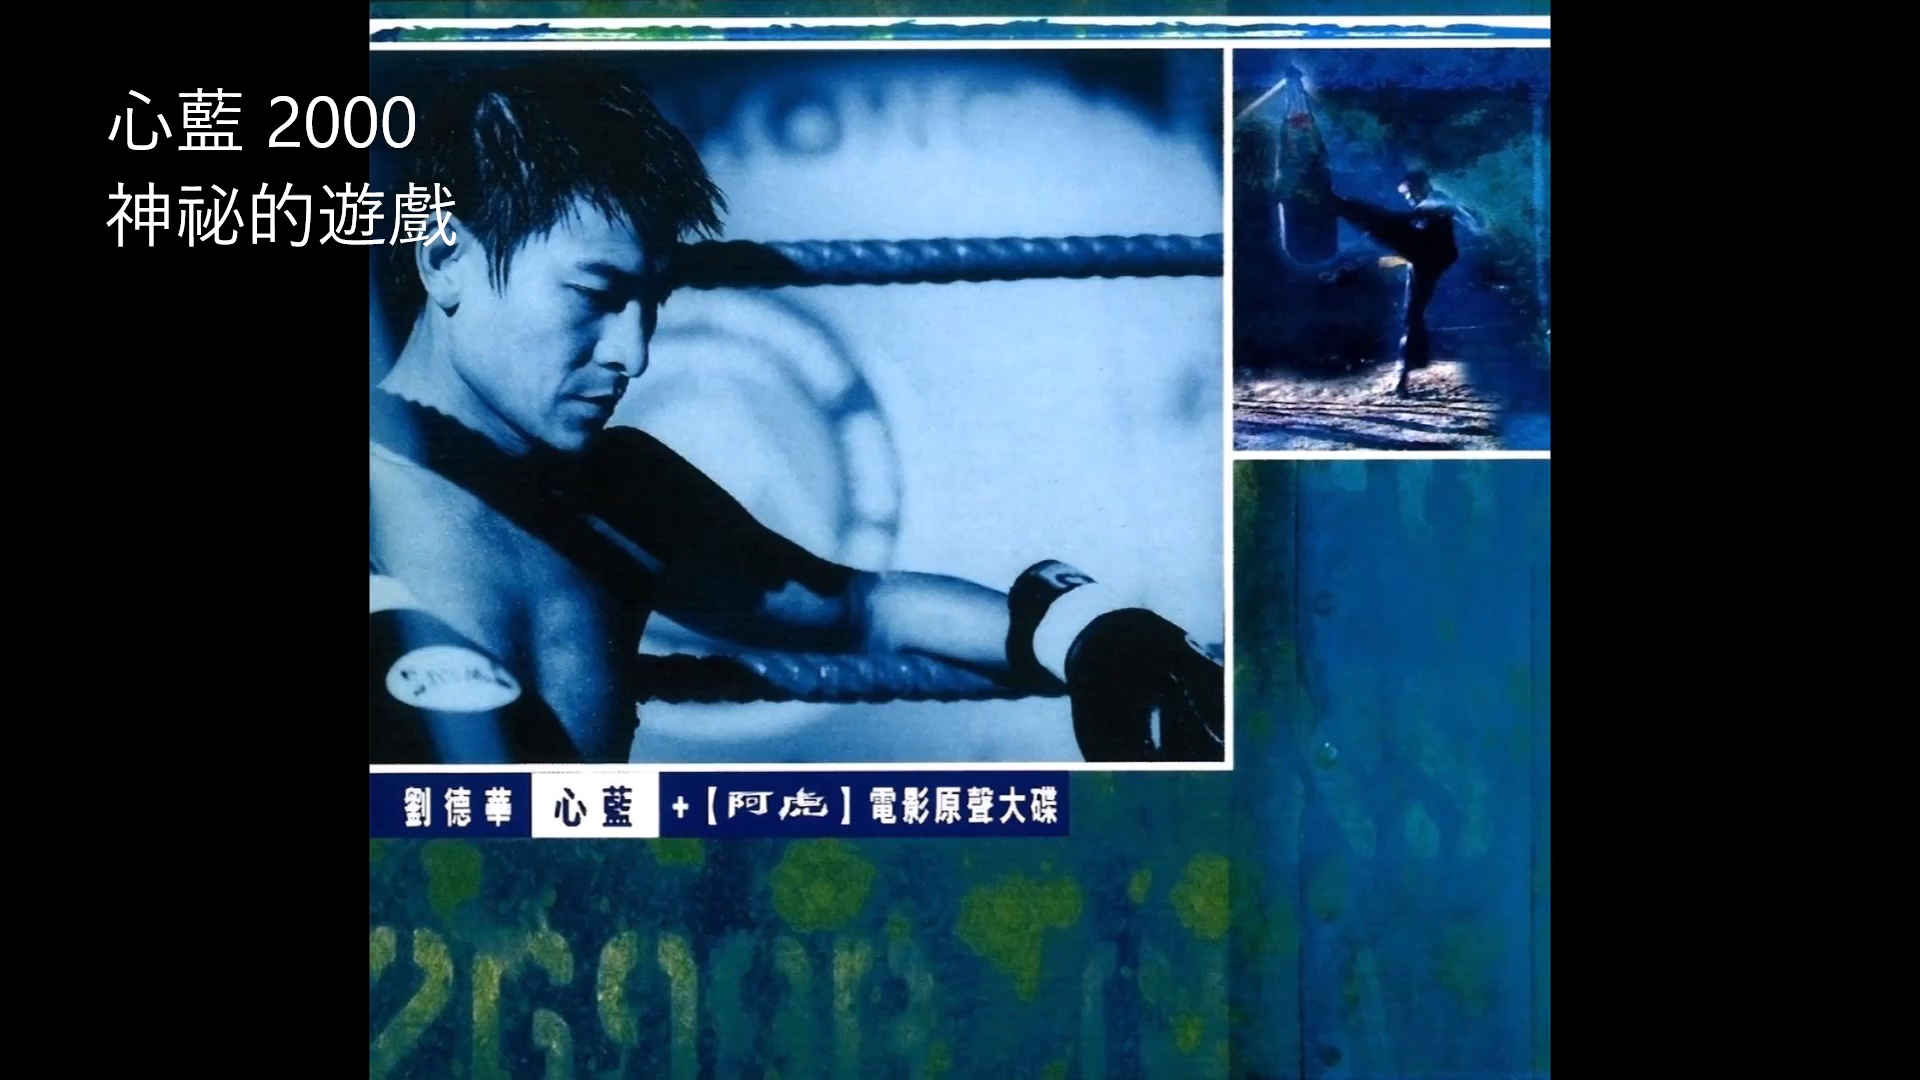 心藍 2000
神祕的遊戲
劉德華 心藍 +【阿虎】電影原聲大碟